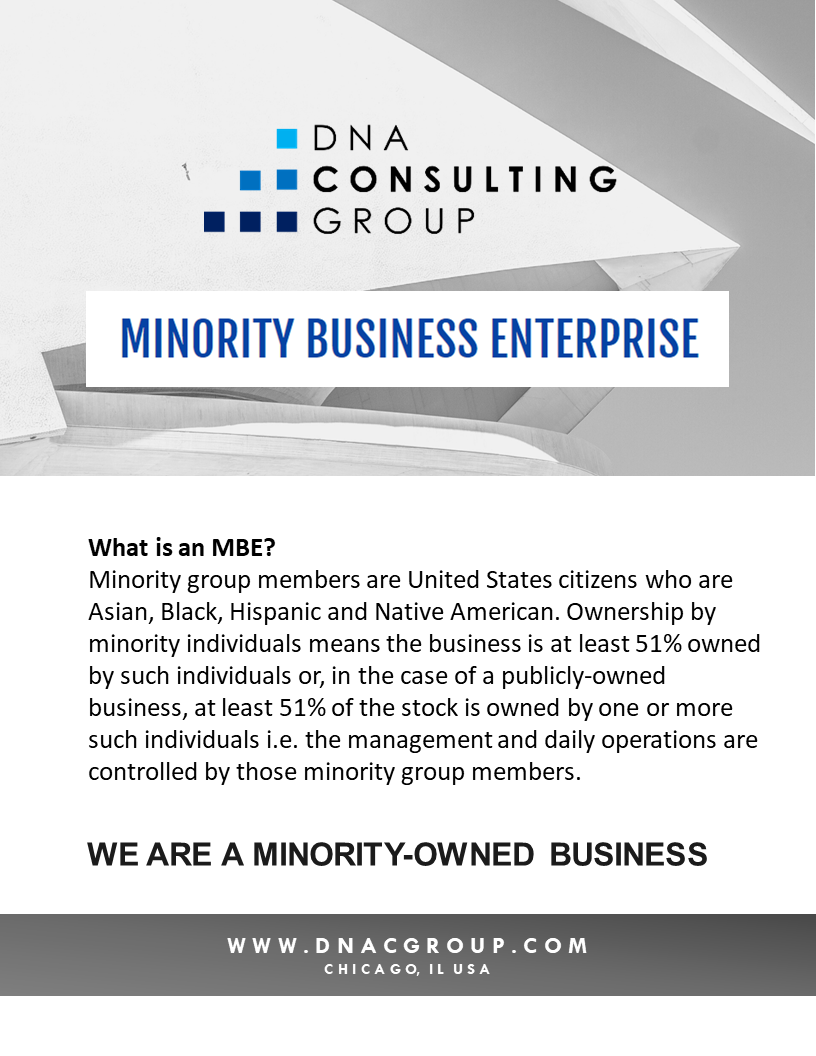 DNA
CONSULTING
GROUP
MINORITY BUSINESS ENTERPRISE
What is an MBE?
Minority group members are United States citizens who are
Asian, Black, Hispanic and Native American. Ownership by
minority individuals means the business is at least 51% owned
by such individuals or, in the case of a publicly-owned
business, at least 51% of the stock is owned by one or more
such individuals i.e. the management and daily operations are
controlled by those minority group members.
WE ARE A MINORITY-OWNED BUSINESS
WWW.DNACGROUP.COM
CHICAGO, IL USA